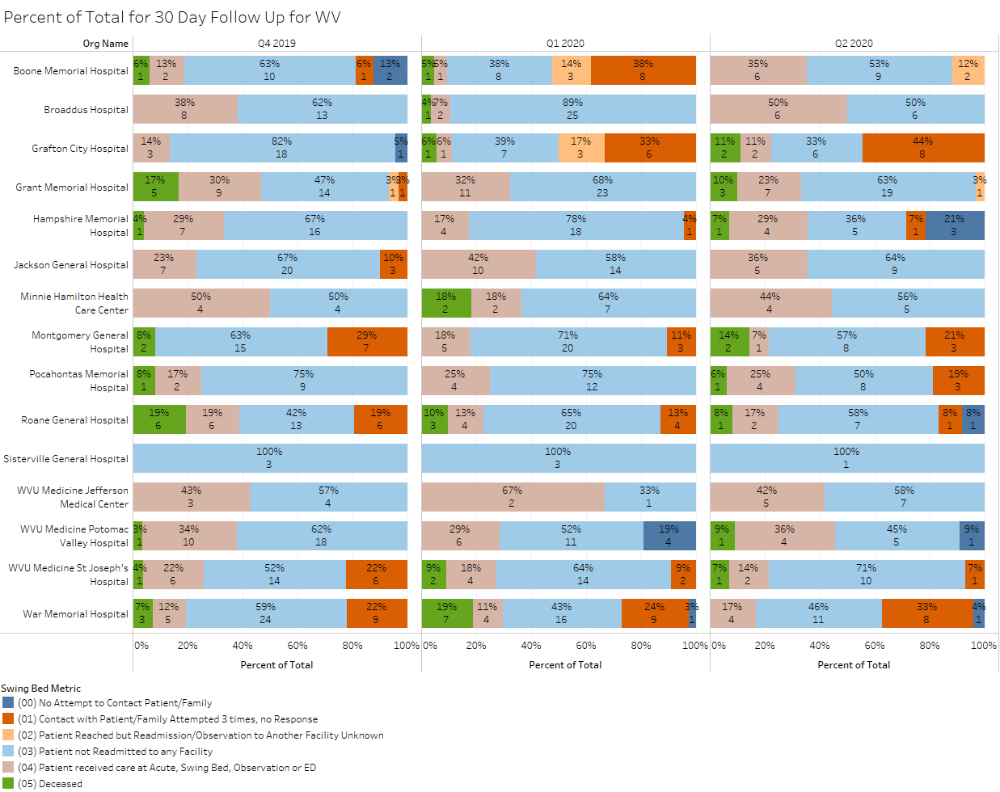 Percent of Total for 30 Day Follow Up for WV
Org Name Q4 2019 Q1 2020 Q2 2020
Boone Memorial Hospital
6% 13% 63% 6% 13% 5% 5% 38% 14% 38% 35% 53% 12%
1 2 10 1 2 1 1 8 3 8 6 9 2
Broaddus Hospital
38% 62% 4% 7% 89% 50% 50%
8 13 1 2 25 6 6
Grafton City Hospital
14% 82% 5% 6% 6% 39% 17% 33% 11% 11% 33% 44%
3 18 1 1 1 7 3 6 2 2 6 8
Grant Memorial Hospital
17% 30% 47% 3% 3% 32% 68% 10% 23% 63% 3%
5 9 14 1 1 11 23 3 7 19 1
Hampshire Memorial
Hospital
4% 29% 67% 17% 78% 4% 7% 29% 36% 7% 21%
1 7 16 4 18 1 1 4 5 1 3
Jackson General Hospital
23% 67% 10% 42% 58% 36% 64%
7 20 3 10 14 5 9
Minnie Hamilton Health
Care Center
50% 50% 18% 18% 64% 44% 56%
4 4 2 2 7 4 5
Montgomery General
Hospital
8% 63% 29% 18% 71% 11% 14% 7% 57% 21%
2 15 7 5 20 3 2 1 8 3
Pocahontas Memorial
Hospital
8% 17% 75% 25% 75% 6% 25% 50% 19%
1 2 9 4 12 1 4 8 3
Roane General Hospital
19% 19% 42% 19% 10% 13% 65% 13% 8% 17% 58% 8% 8%
6 6 13 6 3 4 20 4 1 2 7 1 1
Sisterville General Hospital
100% 100% 100%
3 3 1
WVU Medicine Jefferson
Medical Center
43% 57% 67% 33% 42% 58%
3 4 2 1 5 7
WVU Medicine Potomac
Valley Hospital
3% 34% 62% 29% 52% 19% 9% 36% 45% 9%
1 10 18 6 11 4 1 4 5 1
WVU Medicine St Joseph's
Hospital
4% 22% 52% 22% 9% 18% 64% 9% 7% 14% 71% 7%
1 6 14 6 2 4 14 2 1 2 10 1
War Memorial Hospital
7% 12% 59% 22% 19% 11% 43% 24% 3% 17% 46% 33% 4%
3 5 24 9 7 4 16 9 1 4 11 8 1
0% 20% 40% 60% 80% 100% 0% 20% 40% 60% 80% 100% 0% 20% 40% 60% 80% 100%
Percent of Total Percent of Total Percent of Total
Swing Bed Metric
(00) No Attempt to Contact Patient/Family
(01) Contact with Patient/Family Attempted 3 times, no Response
(02) Patient Reached but Readmission/Observation to Another Facility Unknown
(03) Patient not Readmitted to any Facility
(04) Patient received care at Acute, Swing Bed, Observation or ED
(05) Deceased